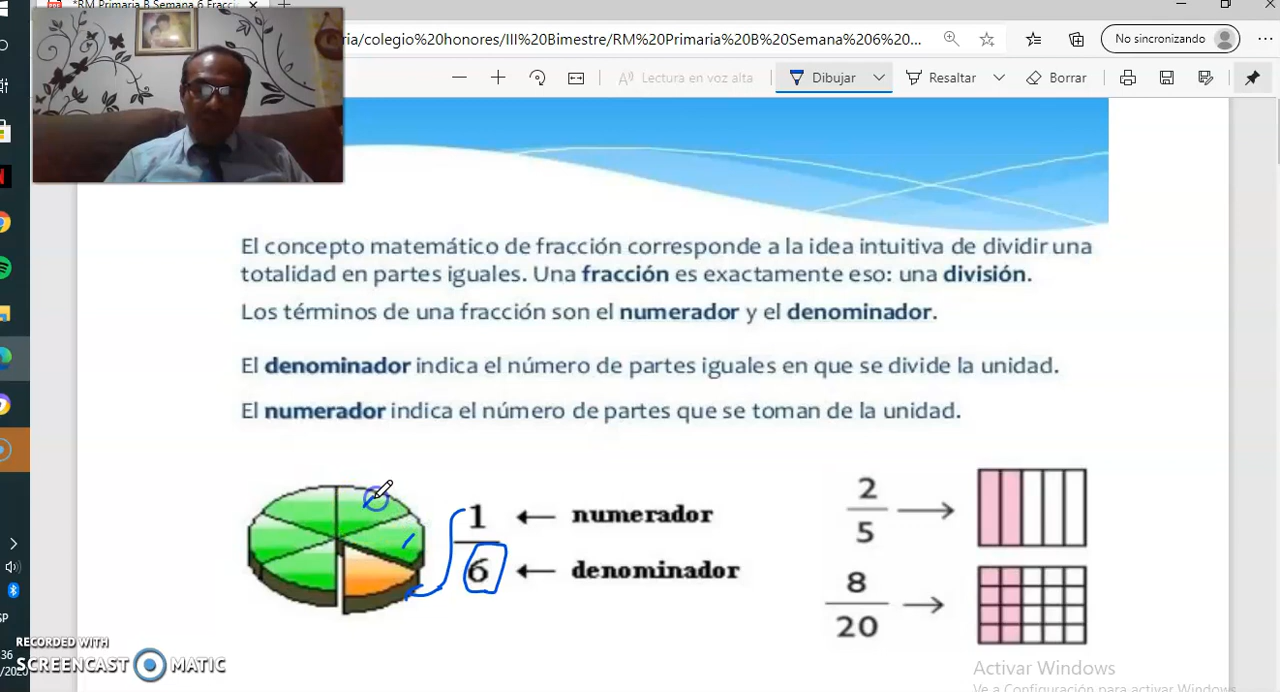 *RM Primaria B Semana 6 Fracci
ria/colegio%20honores/III%20Bimestre/RM%20Primaria%20B%20Semana%206%20...
No sincronizando
Lectura en voz alta
Dibujar
Resaltar
Borrar
El concepto matemático de fracción corresponde a la idea intuitiva de dividir una
totalidad en partes iguales. Una fracción es exactamente eso: una división.
Los términos de una fracción son el numerador y el denominador.
El denominador indica el número de partes iguales en que se divide la unidad.
El numerador indica el número de partes que se toman de la unidad.
1 ← numerador
6 ← denominador
2
5
8
20
SP
:36
/2020
RECORDED WITH
SCREENCAST MATIC
Activar Windows
Ve a Configuración para activar Windows